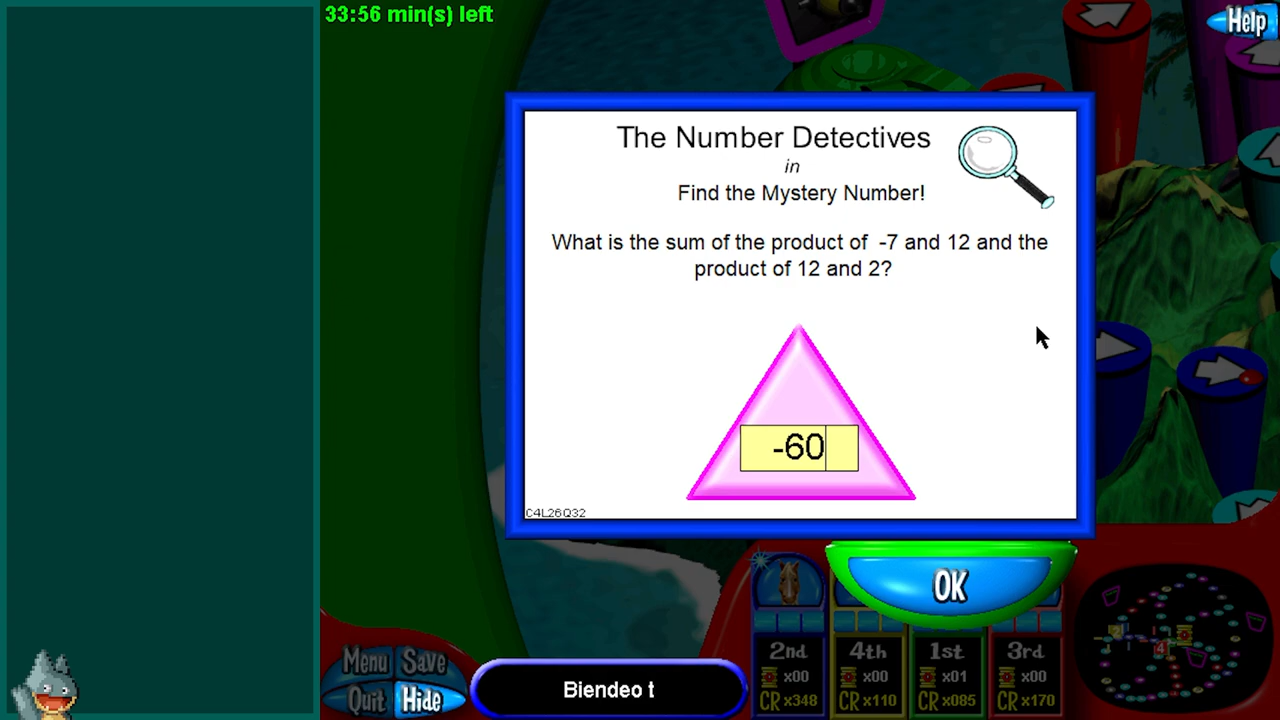 33:56 min(s) left
Help
The Number Detectives
in
Find the Mystery Number!
What is the sum of the product of -7 and 12 and the
product of 12 and 2?
-60
C4L26Q32
OK
Menu Save
Quit Hide
Biendeo t
2nd
x00
CR x348
4th
x00
CR x110
1st
x01
CR x085
3rd
x00
CR x170
2
4